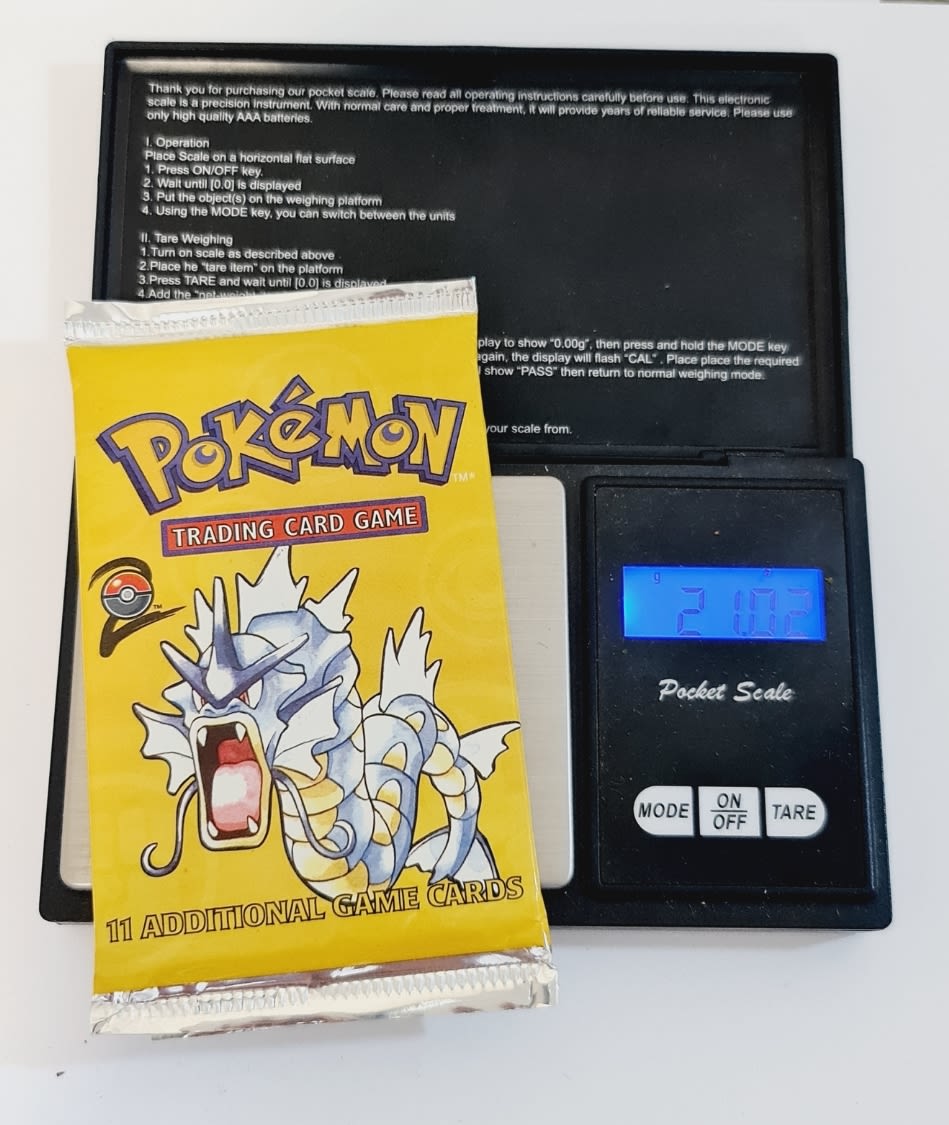 Thank you for purchasing our pocket scale. Please read all operating instructions carefully before use. This electronic
scale is a precision instrument. With normal care and proper treatment, it will provide years of reliable service. Please use
only high quality AAA batteries.
I. Operation
Place Scale on a horizontal flat surface
1. Press ON/OFF key.
2. Wait until [0.0] is displayed
3. Put the object(s) on the weighing platform
4. Using the MODE key, you can switch between the units
II. Tare Weighing
1.Turn on scale as described above
2.Place he "tare item" on the platform
3.Press TARE and wait until [0.0] is displayed
4.Add the "net-weight
play to show "0.00g", then press and hold the MODE key
again, the display will flash "CAL" . Place place the required
show "PASS" then return to normal weighing mode.
your scale from.
POKéMON
TM®
TRADING CARD GAME
2
TM
11 ADDITIONAL GAME CARDS
g
21.02
Pocket Scale
MODE
ON
OFF
TARE